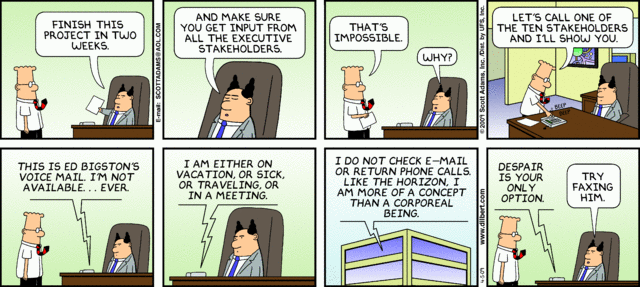 FINISH THIS
PROJECT IN TWO
WEEKS.
E-mail: SCOTTADAMS@AOL.COM
AND MAKE SURE
YOU GET INPUT FROM
ALL THE EXECUTIVE
STAKEHOLDERS.
THAT'S
IMPOSSIBLE.
WHY?
© 2009 Scott Adams, Inc./Dist. by UFS, Inc.
LET'S CALL ONE OF
THE TEN STAKEHOLDERS
AND I'LL SHOW YOU.
BEEP
THIS IS ED BIGSTON'S
VOICE MAIL. I'M NOT
AVAILABLE. . . EVER.
I AM EITHER ON
VACATION, OR SICK,
OR TRAVELING, OR
IN A MEETING.
I DO NOT CHECK E-MAIL
OR RETURN PHONE CALLS.
LIKE THE HORIZON, I
AM MORE OF A CONCEPT
THAN A CORPOREAL
BEING.
www.dilbert.com
DESPAIR
IS YOUR
ONLY
OPTION.
TRY
FAXING
HIM.